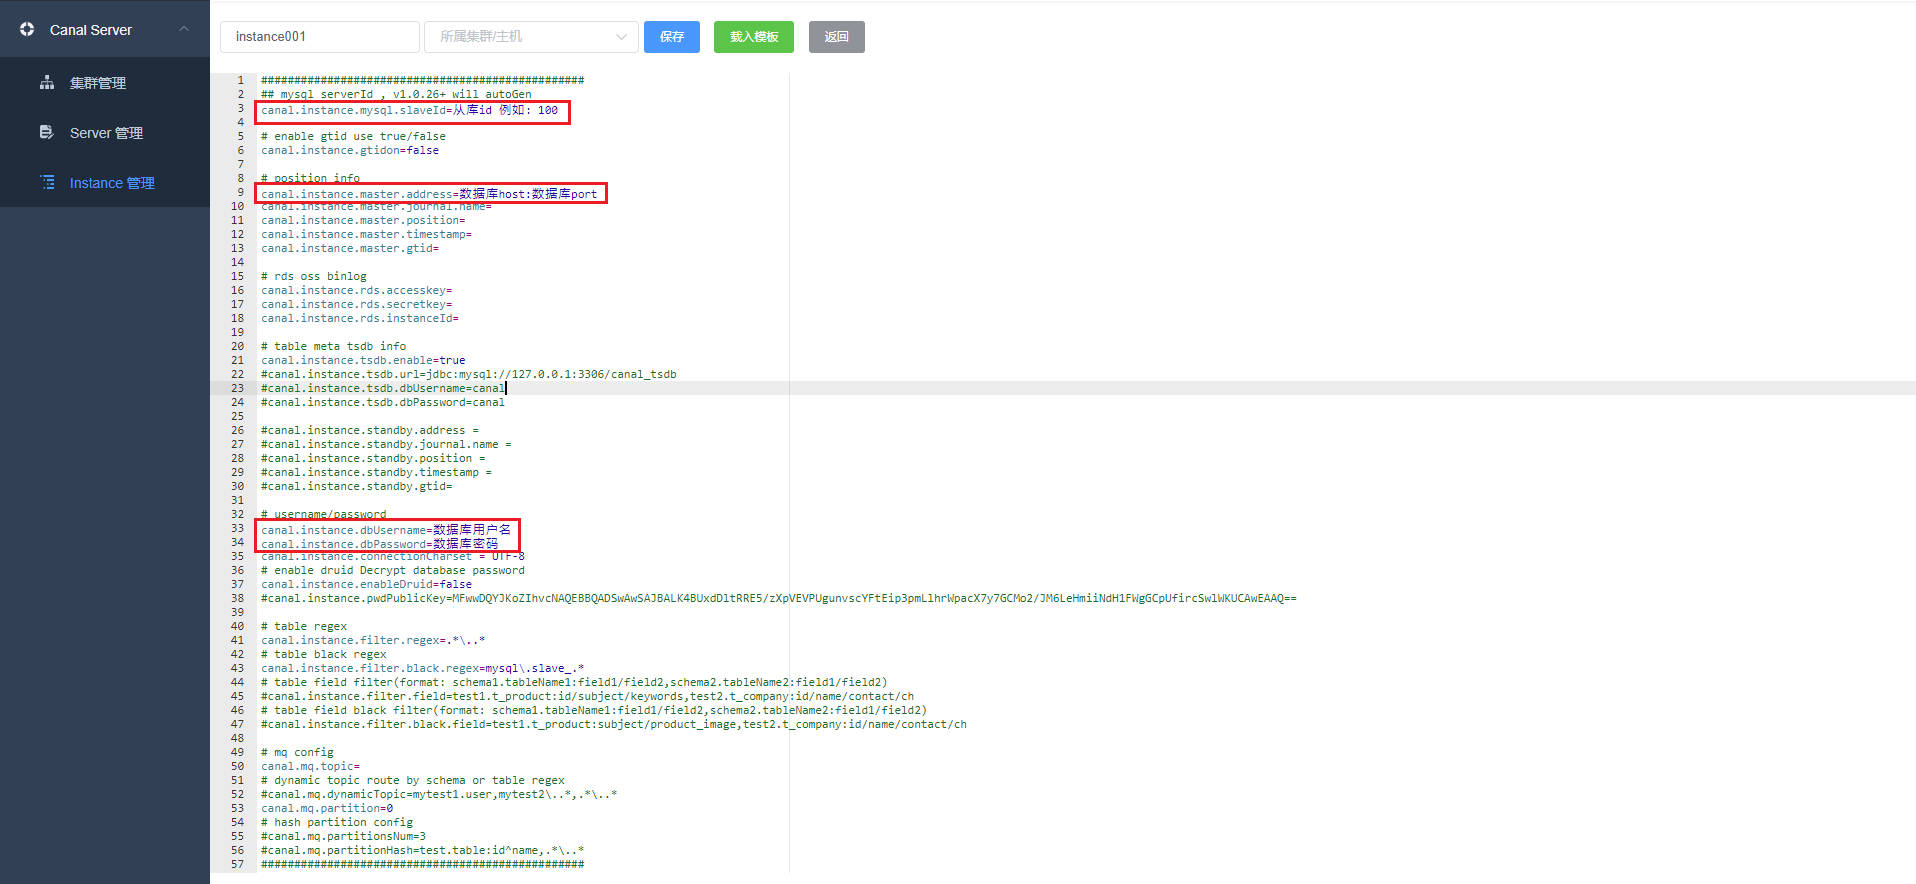 Canal Server
集群管理
Server 管理
Instance 管理
instance001
所属集群/主机
保存
载入模板
返回
1 #################################################
2 ## mysql serverId , v1.0.26+ will autoGen
3 canal.instance.mysql.slaveId=从库id 例如: 100
4
5 # enable gtid use true/false
6 canal.instance.gtidon=false
7
8 # position info
9 canal.instance.master.address=数据库host:数据库port
10 canal.instance.master.journal.name=
11 canal.instance.master.position=
12 canal.instance.master.timestamp=
13 canal.instance.master.gtid=
14
15 # rds oss binlog
16 canal.instance.rds.accesskey=
17 canal.instance.rds.secretkey=
18 canal.instance.rds.instanceId=
19
20 # table meta tsdb info
21 canal.instance.tsdb.enable=true
22 #canal.instance.tsdb.url=jdbc:mysql://127.0.0.1:3306/canal_tsdb
23 #canal.instance.tsdb.dbUsername=canal
24 #canal.instance.tsdb.dbPassword=canal
25
26 #canal.instance.standby.address =
27 #canal.instance.standby.journal.name =
28 #canal.instance.standby.position =
29 #canal.instance.standby.timestamp =
30 #canal.instance.standby.gtid=
31
32 # username/password
33 canal.instance.dbUsername=数据库用户名
34 canal.instance.dbPassword=数据库密码
35 canal.instance.connectionCharset = UTF-8
36 # enable druid Decrypt database password
37 canal.instance.enableDruid=false
38 #canal.instance.pwdPublicKey=MFwwDQYJKoZIhvcNAQEBBQADSwAwSAJBALK4BUxdDltRRE5/zXpVEVPUgunvscYFtEip3pmLlhrWpacX7y7GCMo2/JM6LeHmiiNdH1FWgGCpUfircSwlWKUCAwEAAQ==
39
40 # table regex
41 canal.instance.filter.regex=.*\..*
42 # table black regex
43 canal.instance.filter.black.regex=mysql\.slave_.*
44 # table field filter(format: schema1.tableName1:field1/field2,schema2.tableName2:field1/field2)
45 #canal.instance.filter.field=test1.t_product:id/subject/keywords,test2.t_company:id/name/contact/ch
46 # table field black filter(format: schema1.tableName1:field1/field2,schema2.tableName2:field1/field2)
47 #canal.instance.filter.black.field=test1.t_product:subject/product_image,test2.t_company:id/name/contact/ch
48
49 # mq config
50 canal.mq.topic=
51 # dynamic topic route by schema or table regex
52 #canal.mq.dynamicTopic=mytest1.user,mytest2\..*,.*\..*
53 canal.mq.partition=0
54 # hash partition config
55 #canal.mq.partitionsNum=3
56 #canal.mq.partitionHash=test.table:id^name,.*\..*
57 #################################################